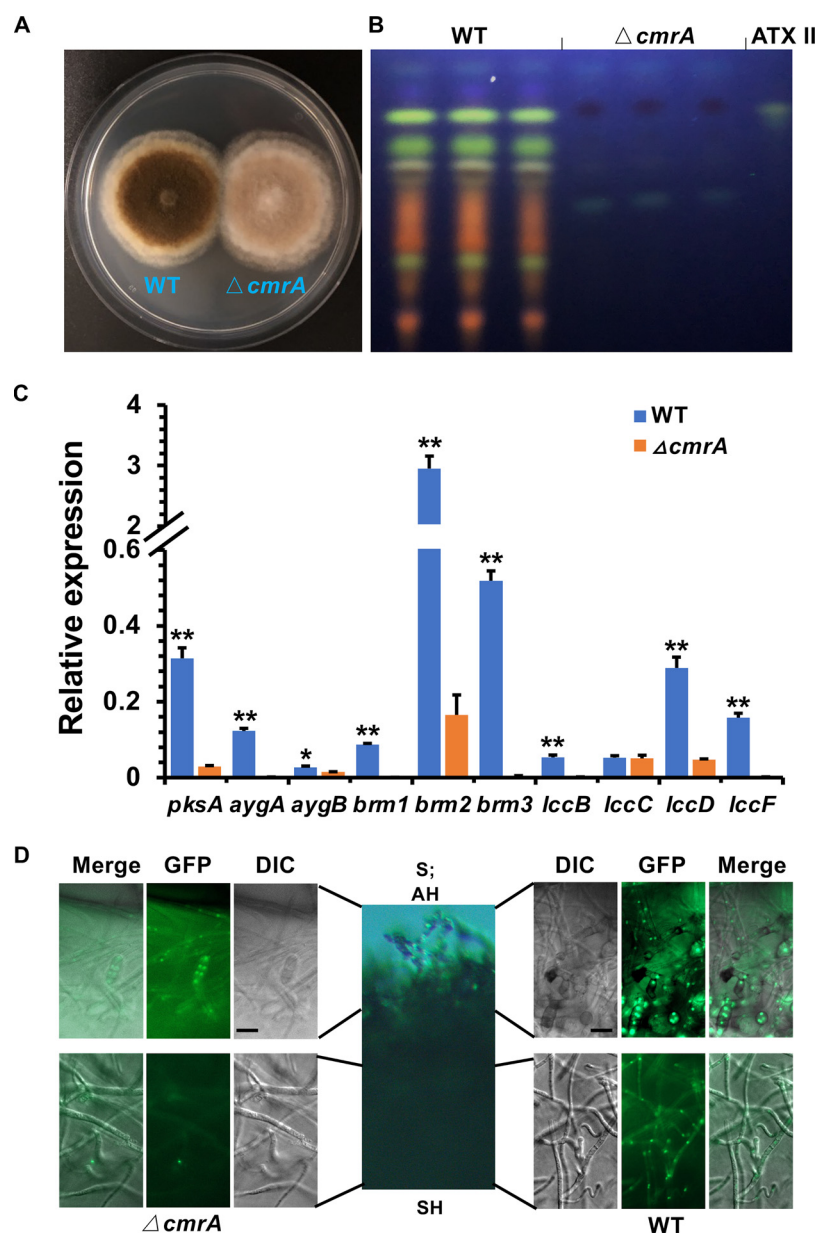 A
WT
△cmrA
B
WT △cmrA ATX II
C
Relative expression
4
3
2
0.6
0.4
0.2
0
WT
⊿cmrA
** ** * ** ** ** ** ** **
pksA aygA aygB brm1 brm2 brm3 lccB lccC lccD lccF
D
Merge GFP DIC
S;
AH
DIC GFP Merge
SH
△cmrA
WT